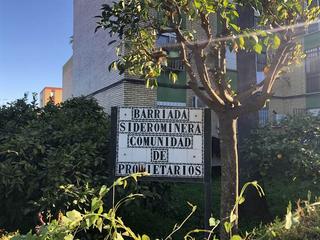 BARRIADA
SIDEROMINERA
COMUNIDAD
DE
PROPIETARIOS